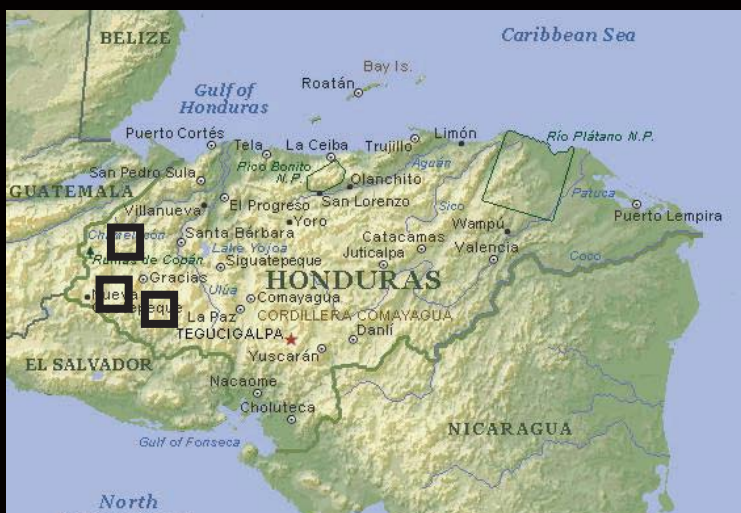 BELIZE
Caribbean Sea
Bay Is.
Roatán
Gulf of
Honduras
Puerto Cortés
Tela
La Ceiba
Trujillo
Limón
Río Plátano N.P.
Pico Bonito
N.P.
Aguán
San Pedro Sula
Olanchito
GUATEMALA
San Lorenzo
Sico
Patuca
Villanueva
El Progreso
Yoro
Wampú
Puerto Lempira
Santa Bárbara
Catacamas
Valencia
Lake Yojoa
Coco
de Copán
Siguatepeque
Juticalpa
Gracias
HONDURAS
Ulúa
Comayagua
La Paz
CORDILLERA COMAYAGUA
TEGUCIGALPA
Danlí
EL SALVADOR
Yuscarán
Nacaome
Choluteca
NICARAGUA
Gulf of Fonseca
North